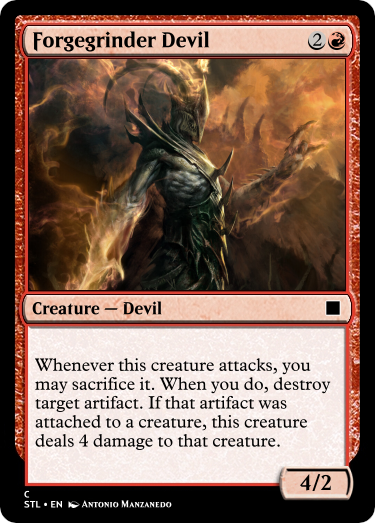 Forgegrinder Devil 2
Creature — Devil
Whenever this creature attacks, you
may sacrifice it. When you do, destroy
target artifact. If that artifact was
attached to a creature, this creature
deals 4 damage to that creature.
4/2
C
STL • EN Antonio Manzanedo